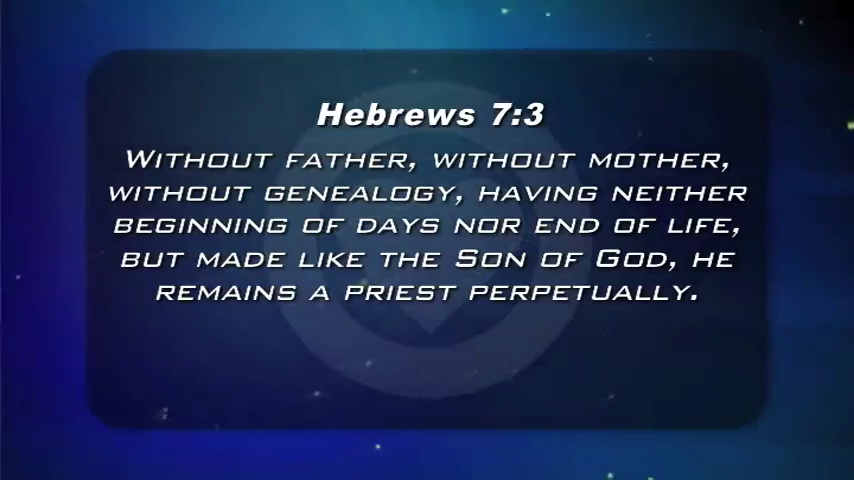 Hebrews 7:3
Without father, without mother,
without genealogy, having neither
beginning of days nor end of life,
but made like the Son of God, he
remains a priest perpetually.